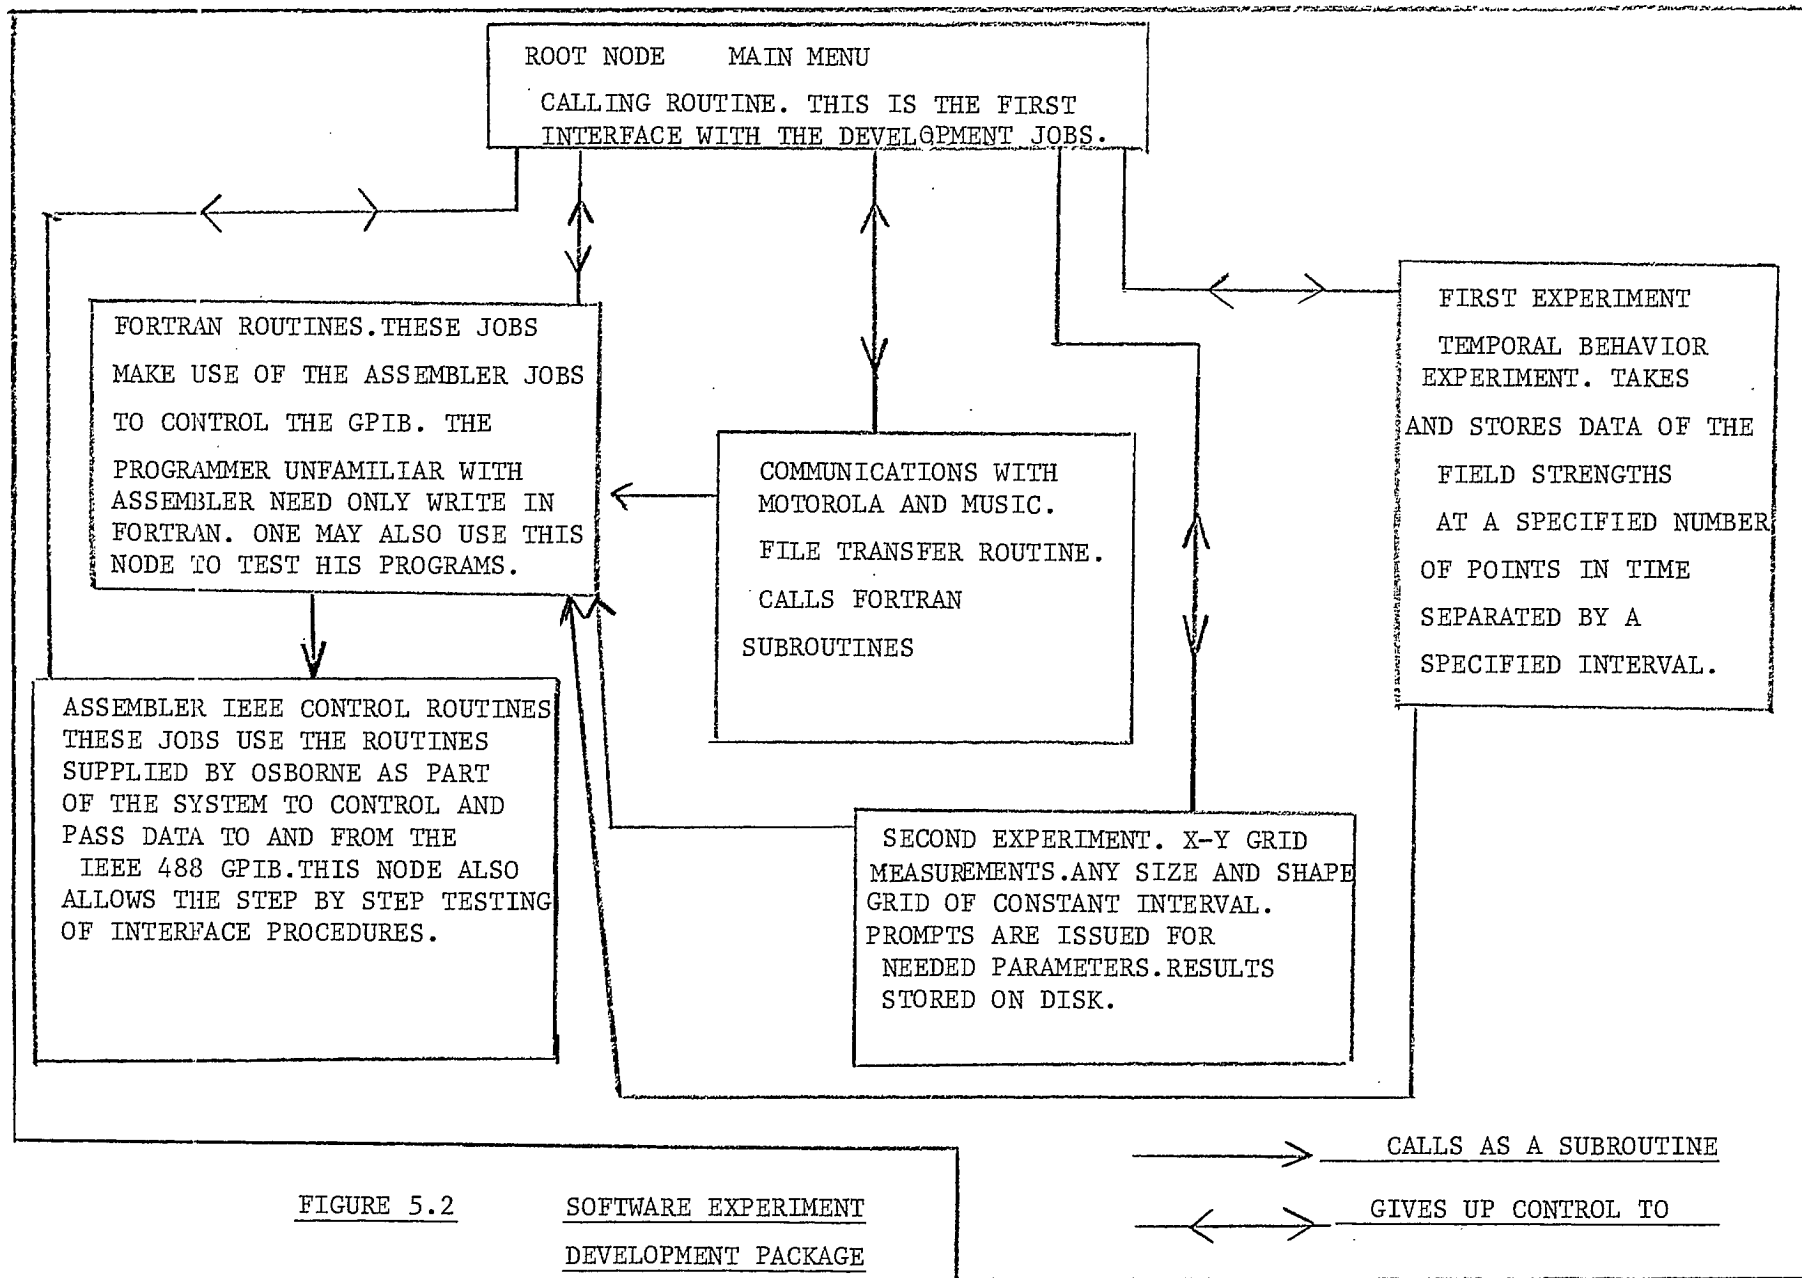 ROOT NODE MAIN MENU
CALLING ROUTINE. THIS IS THE FIRST
INTERFACE WITH THE DEVELOPMENT JOBS.
FORTRAN ROUTINES.THESE JOBS
MAKE USE OF THE ASSEMBLER JOBS
TO CONTROL THE GPIB. THE
PROGRAMMER UNFAMILIAR WITH
ASSEMBLER NEED ONLY WRITE IN
FORTRAN. ONE MAY ALSO USE THIS
NODE TO TEST HIS PROGRAMS.
COMMUNICATIONS WITH
MOTOROLA AND MUSIC.
FILE TRANSFER ROUTINE.
CALLS FORTRAN
SUBROUTINES
FIRST EXPERIMENT
TEMPORAL BEHAVIOR
EXPERIMENT. TAKES
AND STORES DATA OF THE
FIELD STRENGTHS
AT A SPECIFIED NUMBER
OF POINTS IN TIME
SEPARATED BY A
SPECIFIED INTERVAL.
ASSEMBLER IEEE CONTROL ROUTINES
THESE JOBS USE THE ROUTINES
SUPPLIED BY OSBORNE AS PART
OF THE SYSTEM TO CONTROL AND
PASS DATA TO AND FROM THE
IEEE 488 GPIB.THIS NODE ALSO
ALLOWS THE STEP BY STEP TESTING
OF INTERFACE PROCEDURES.
SECOND EXPERIMENT. X-Y GRID
MEASUREMENTS.ANY SIZE AND SHAPE
GRID OF CONSTANT INTERVAL.
PROMPTS ARE ISSUED FOR
NEEDED PARAMETERS.RESULTS
STORED ON DISK.
CALLS AS A SUBROUTINE
GIVES UP CONTROL TO
FIGURE 5.2 SOFTWARE EXPERIMENT
DEVELOPMENT PACKAGE